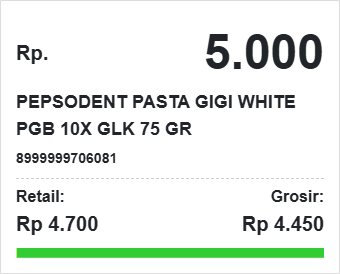 Rp. 5.000
PEPSODENT PASTA GIGI WHITE
PGB 10X GLK 75 GR
8999999706081
Retail: Grosir:
Rp 4.700 Rp 4.450